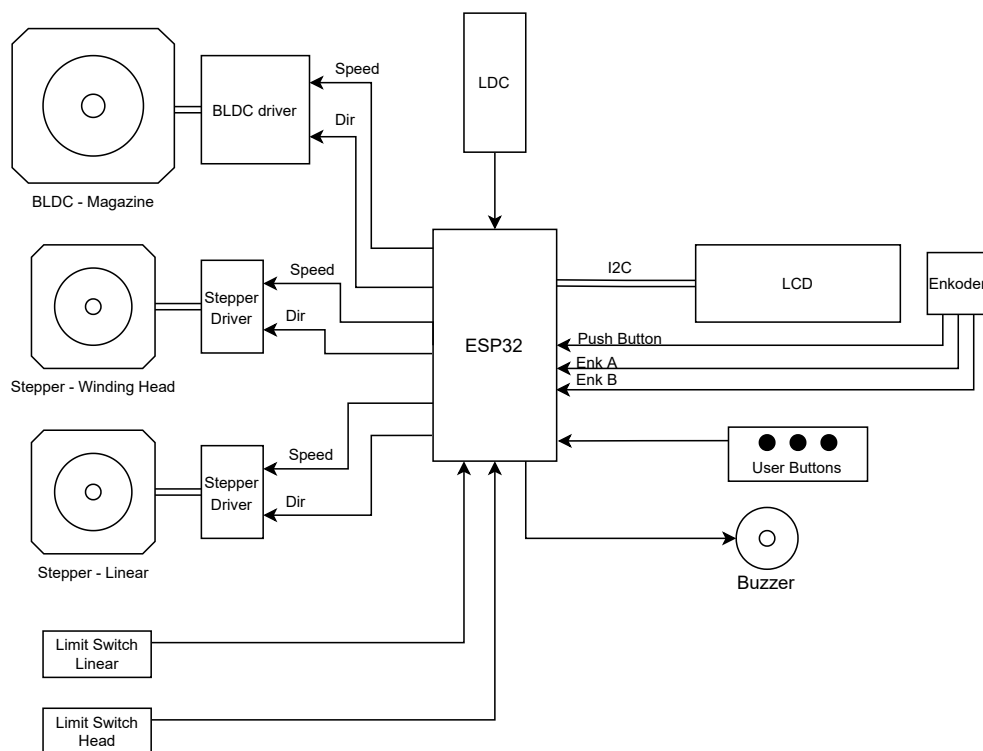 LDC
Speed
BLDC driver
Dir
BLDC - Magazine
Speed
Stepper
Driver
Dir
Stepper - Winding Head
ESP32
I2C
LCD
Enkoder
Push Button
Enk A
Enk B
User Buttons
Speed
Stepper
Driver
Dir
Stepper - Linear
Buzzer
Limit Switch
Linear
Limit Switch
Head